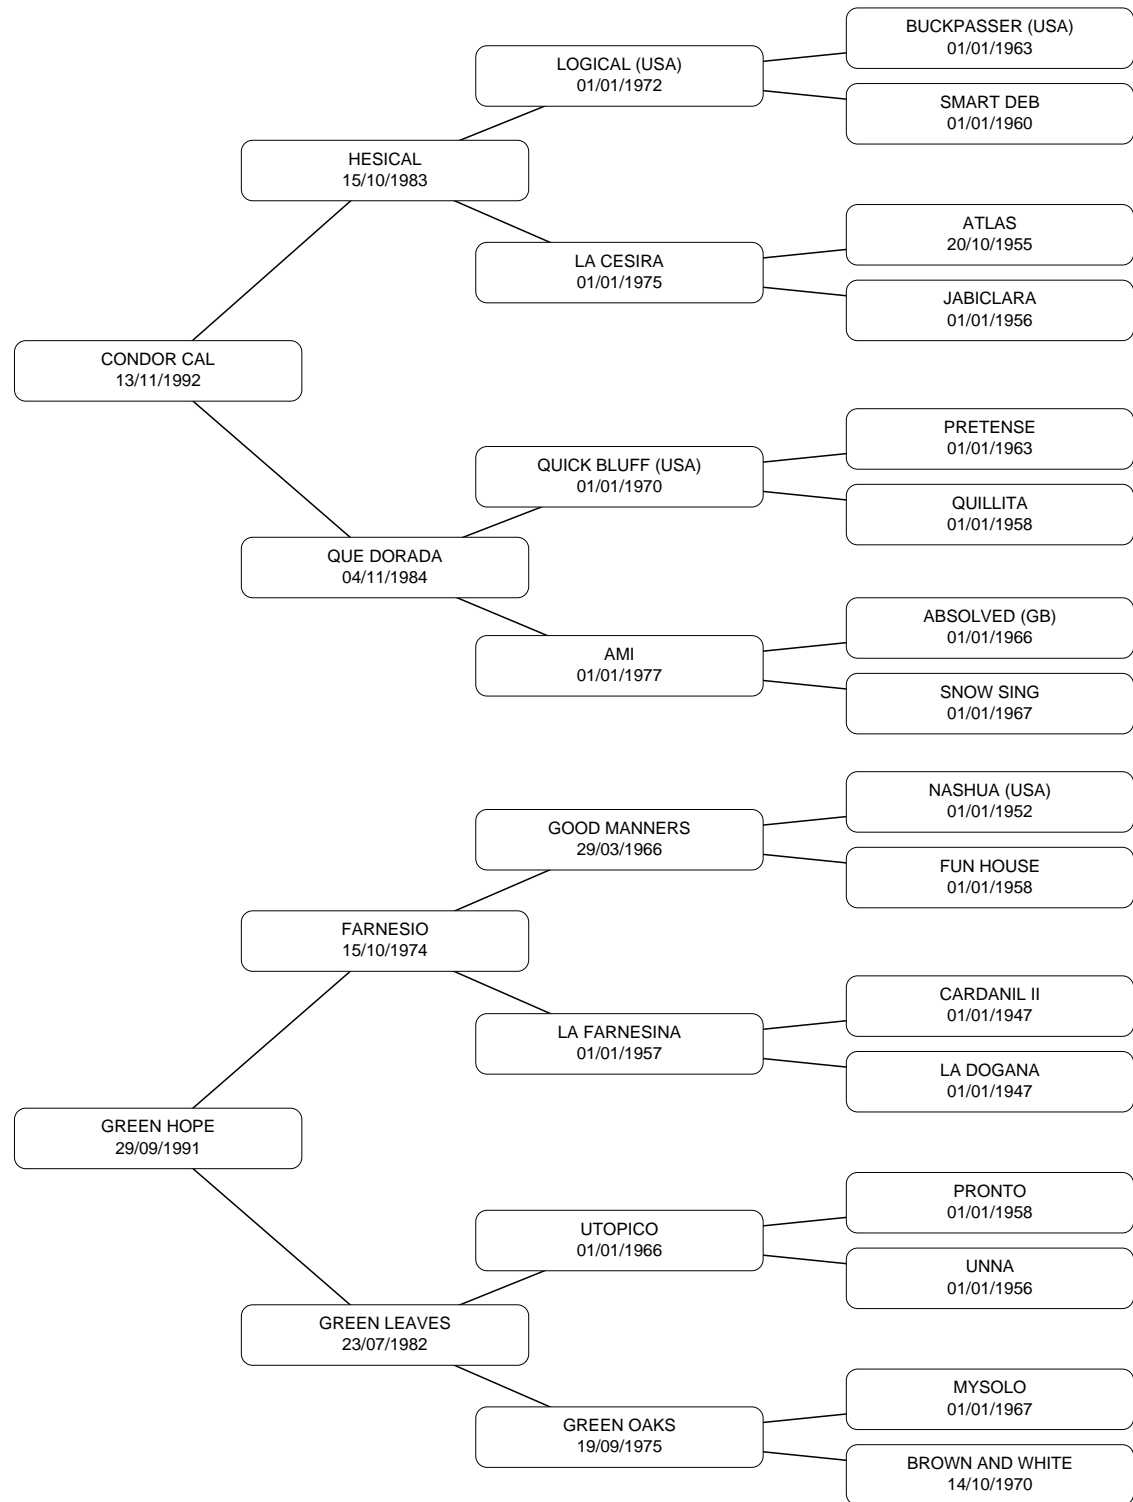 BUCKPASSER (USA)
01/01/1963
LOGICAL (USA)
01/01/1972
SMART DEB
01/01/1960
HESICAL
15/10/1983
ATLAS
20/10/1955
LA CESIRA
01/01/1975
JABICLARA
01/01/1956
CONDOR CAL
13/11/1992
PRETENSE
01/01/1963
QUICK BLUFF (USA)
01/01/1970
QUILLITA
01/01/1958
QUE DORADA
04/11/1984
ABSOLVED (GB)
01/01/1966
AMI
01/01/1977
SNOW SING
01/01/1967
NASHUA (USA)
01/01/1952
GOOD MANNERS
29/03/1966
FUN HOUSE
01/01/1958
FARNESIO
15/10/1974
CARDANIL II
01/01/1947
LA FARNESINA
01/01/1957
LA DOGANA
01/01/1947
GREEN HOPE
29/09/1991
PRONTO
01/01/1958
UTOPICO
01/01/1966
UNNA
01/01/1956
GREEN LEAVES
23/07/1982
MYSOLO
01/01/1967
GREEN OAKS
19/09/1975
BROWN AND WHITE
14/10/1970